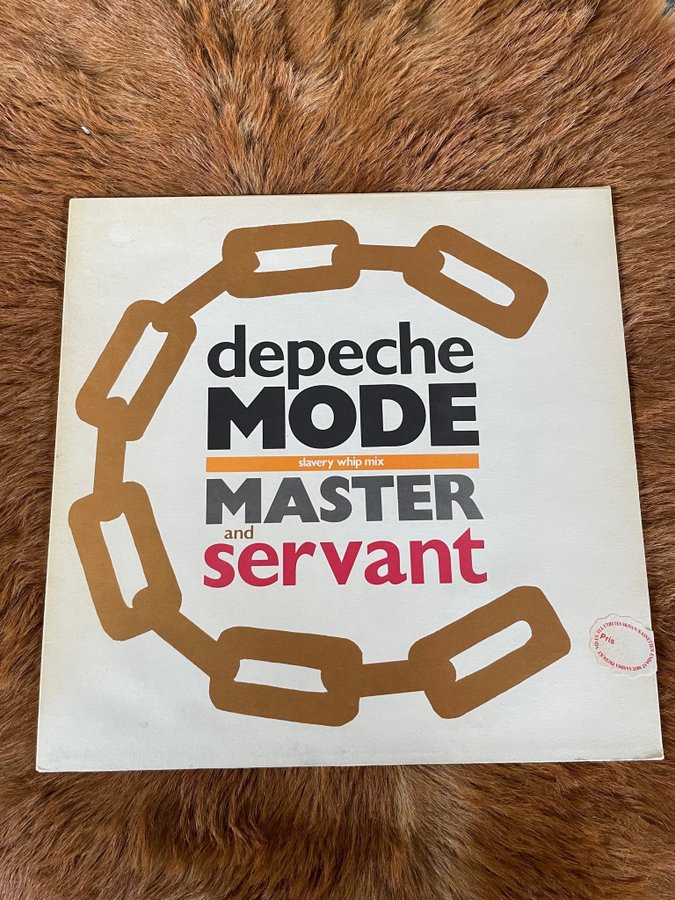 depeche
MODE
slavery whip mix
MASTER
and
servant
Pris